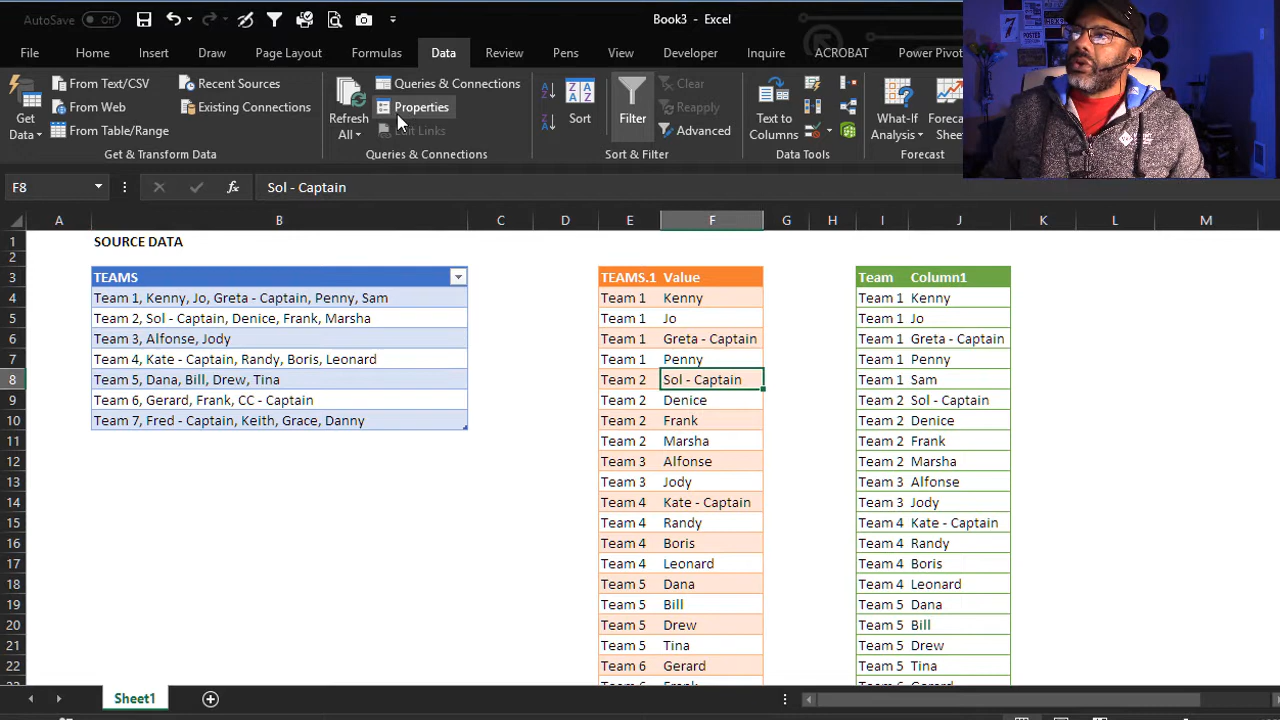 AutoSave Off Book3 - Excel
File Home Insert Draw Page Layout Formulas Data Review Pens View Developer Inquire ACROBAT Power Pivot
Get Data
From Text/CSV
From Web
From Table/Range
Recent Sources
Existing Connections
Get & Transform Data
Refresh All
Queries & Connections
Properties
Links
Queries & Connections
Sort
Filter
Clear
Reapply
Advanced
Sort & Filter
Text to Columns
Data Tools
What-If Analysis
Forecast
F8 fx Sol - Captain
A B C D E F G H I J K L M
1 SOURCE DATA
2
3 TEAMS TEAMS.1 Value Team Column1
4 Team 1, Kenny, Jo, Greta - Captain, Penny, Sam Team 1 Kenny Team 1 Kenny
5 Team 2, Sol - Captain, Denice, Frank, Marsha Team 1 Jo Team 1 Jo
6 Team 3, Alfonse, Jody Team 1 Greta - Captain Team 1 Greta - Captain
7 Team 4, Kate - Captain, Randy, Boris, Leonard Team 1 Penny Team 1 Penny
8 Team 5, Dana, Bill, Drew, Tina Team 2 Sol - Captain Team 1 Sam
9 Team 6, Gerard, Frank, CC - Captain Team 2 Denice Team 2 Sol - Captain
10 Team 7, Fred - Captain, Keith, Grace, Danny Team 2 Frank Team 2 Denice
11 Team 2 Marsha Team 2 Frank
12 Team 3 Alfonse Team 2 Marsha
13 Team 3 Jody Team 3 Alfonse
14 Team 4 Kate - Captain Team 3 Jody
15 Team 4 Randy Team 4 Kate - Captain
16 Team 4 Boris Team 4 Randy
17 Team 4 Leonard Team 4 Boris
18 Team 5 Dana Team 4 Leonard
19 Team 5 Bill Team 5 Dana
20 Team 5 Drew Team 5 Bill
21 Team 5 Tina Team 5 Drew
22 Team 6 Gerard Team 5 Tina
Sheet1